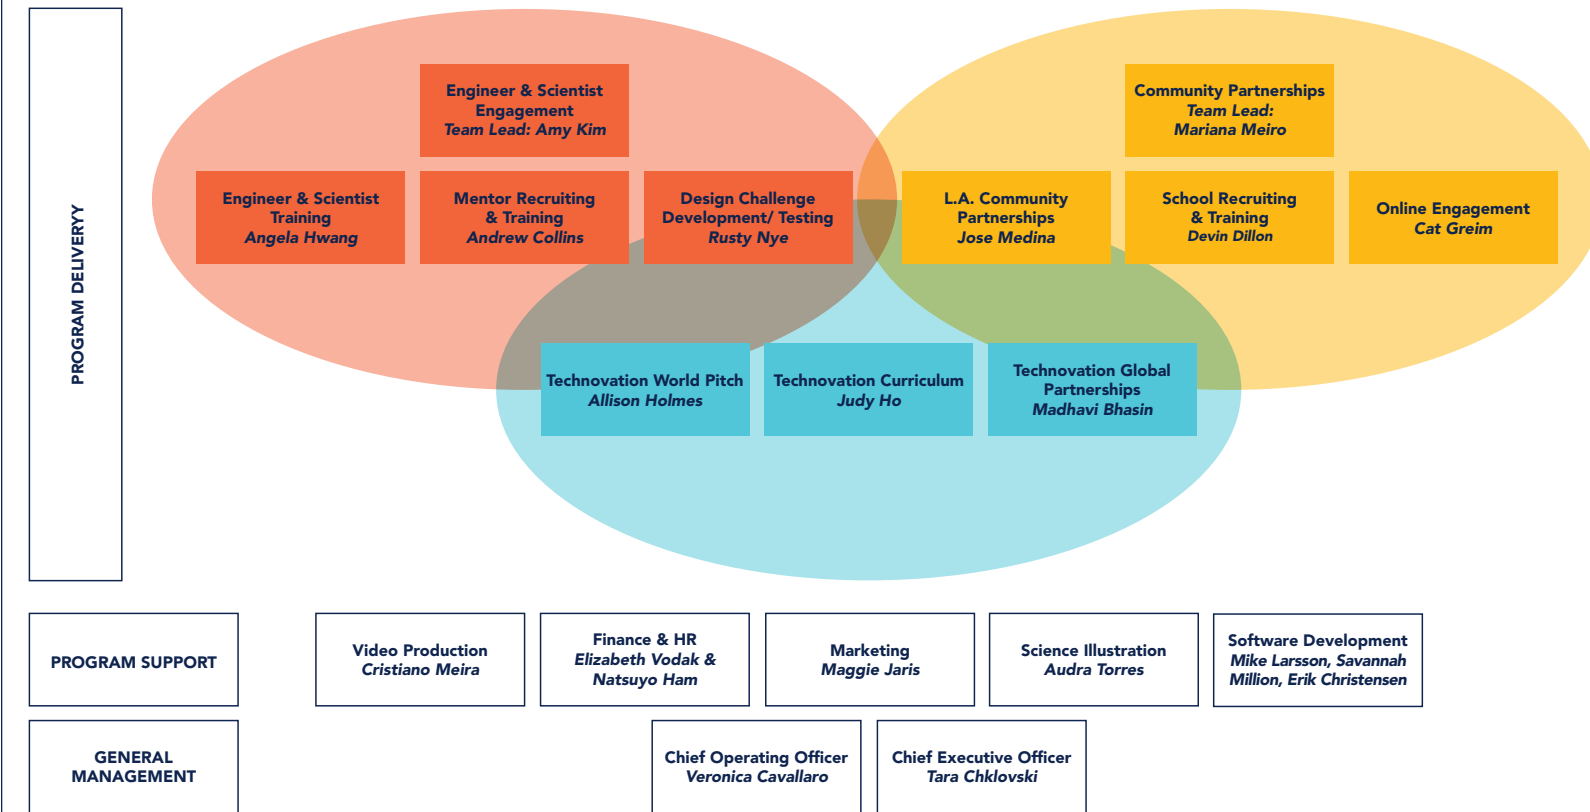 PROGRAM DELIVERYY
Engineer & Scientist
Engagement
Team Lead: Amy Kim
Community Partnerships
Team Lead:
Mariana Meiro
Engineer & Scientist
Training
Angela Hwang
Mentor Recruiting
& Training
Andrew Collins
Design Challenge
Development/ Testing
Rusty Nye
L.A. Community
Partnerships
Jose Medina
School Recruiting
& Training
Devin Dillon
Online Engagement
Cat Greim
Technovation World Pitch
Allison Holmes
Technovation Curriculum
Judy Ho
Technovation Global
Partnerships
Madhavi Bhasin
PROGRAM SUPPORT
Video Production
Cristiano Meira
Finance & HR
Elizabeth Vodak &
Natsuyo Ham
Marketing
Maggie Jaris
Science Illustration
Audra Torres
Software Development
Mike Larsson, Savannah
Million, Erik Christensen
GENERAL
MANAGEMENT
Chief Operating Officer
Veronica Cavallaro
Chief Executive Officer
Tara Chklovski